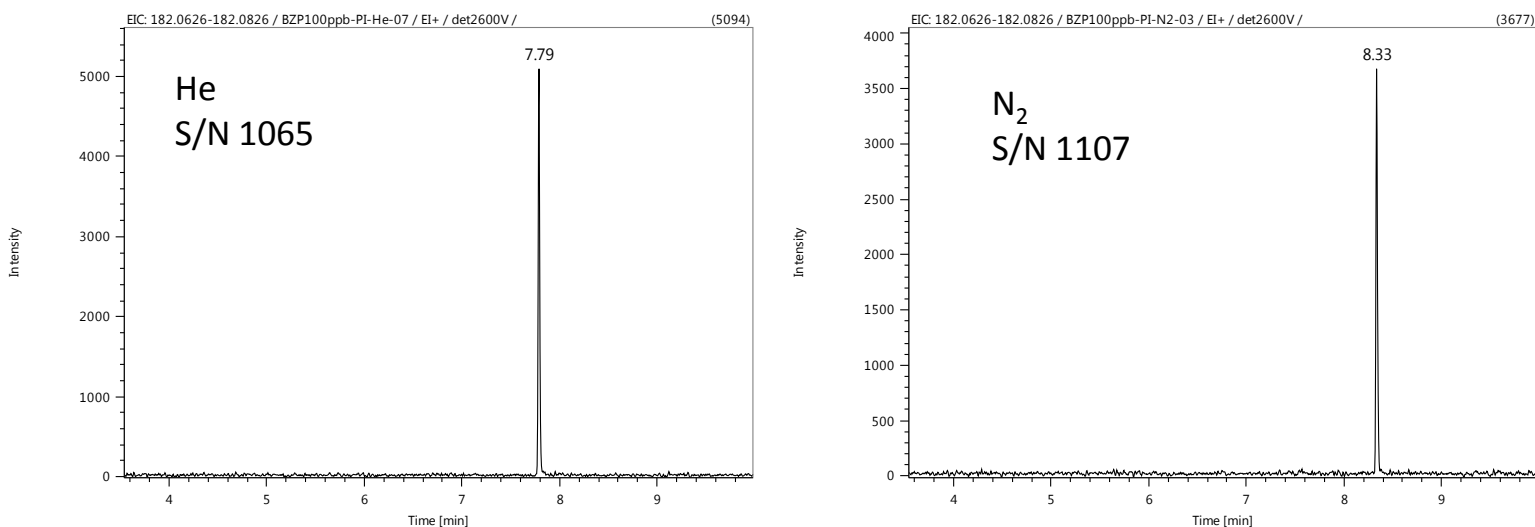 EIC: 182.0626-182.0826 / BZP100ppb-PI-He-07 / EI+ / det2600V / (5094)
7.79
He
S/N 1065
5000
4000
3000
2000
1000
0
Intensity
4 5 6 7 8 9
Time [min]
EIC: 182.0626-182.0826 / BZP100ppb-PI-N2-03 / EI+ / det2600V / (3677)
8.33
N₂
S/N 1107
4000
3500
3000
2500
2000
1500
1000
500
0
Intensity
4 5 6 7 8 9
Time [min]